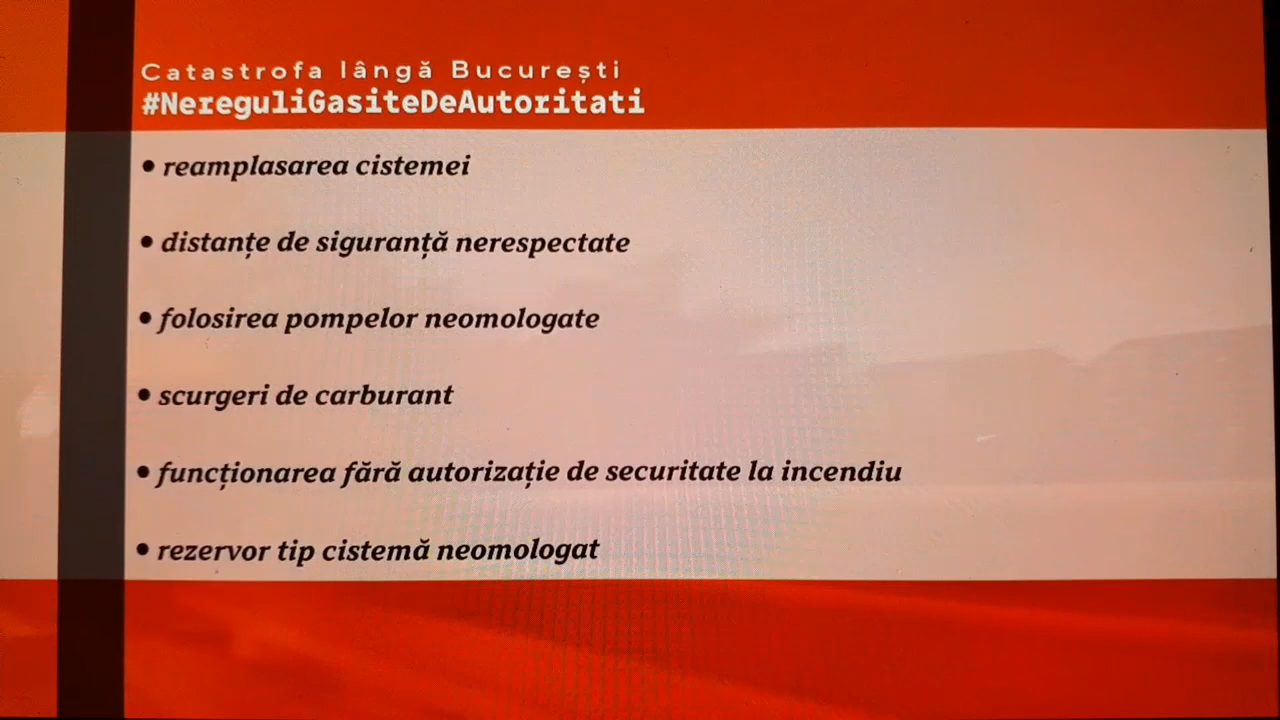 Catastrofa lângă București
#NereguliGasiteDeAutoritati
• reamplasarea cistemei
• distanțe de siguranță nerespectate
• folosirea pompelor neomologate
• scurgeri de carburant
• funcționarea fără autorizație de securitate la incendiu
• rezervor tip cistemă neomologat